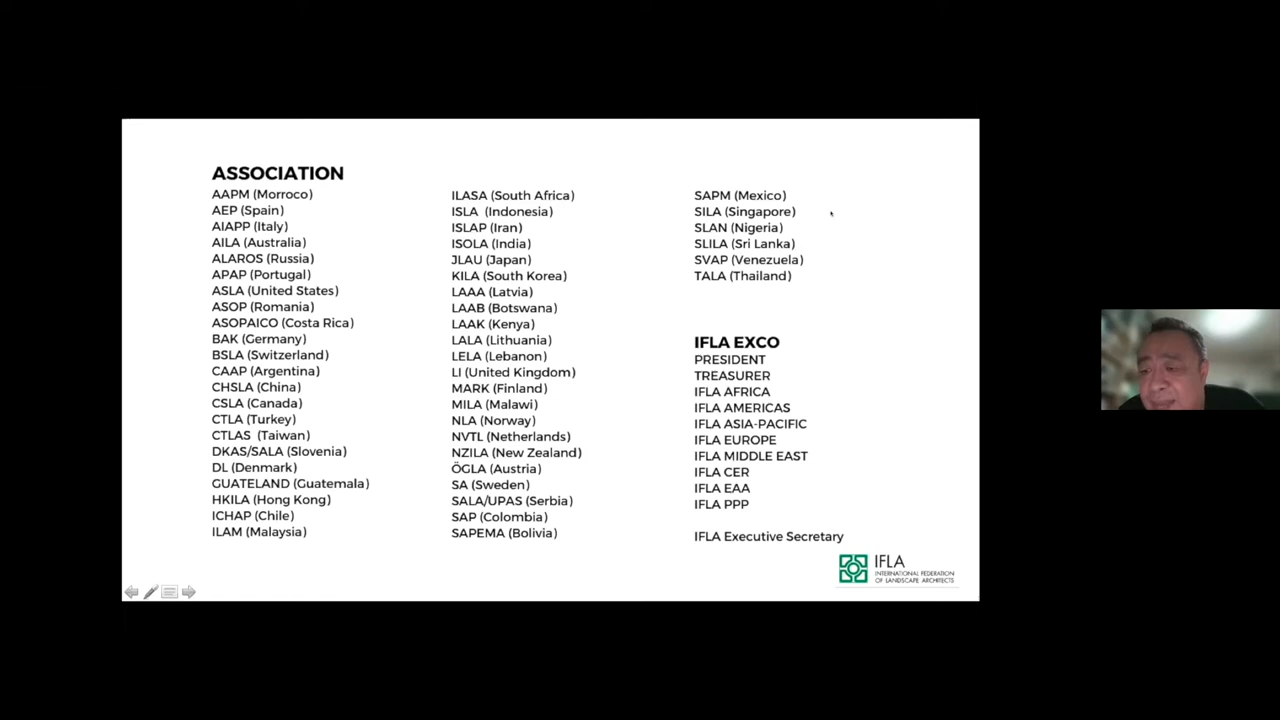 ASSOCIATION
AAPM (Morroco)
AEP (Spain)
AIAPP (Italy)
AILA (Australia)
ALAROS (Russia)
APAP (Portugal)
ASLA (United States)
ASOP (Romania)
ASOPAICO (Costa Rica)
BAK (Germany)
BSLA (Switzerland)
CAAP (Argentina)
CHSLA (China)
CSLA (Canada)
CTLA (Turkey)
CTLAS (Taiwan)
DKAS/SALA (Slovenia)
DL (Denmark)
GUATELAND (Guatemala)
HKILA (Hong Kong)
ICHAP (Chile)
ILAM (Malaysia)
ILASA (South Africa)
ISLA (Indonesia)
ISLAP (Iran)
ISOLA (India)
JLAU (Japan)
KILA (South Korea)
LAAA (Latvia)
LAAB (Botswana)
LAAK (Kenya)
LALA (Lithuania)
LELA (Lebanon)
LI (United Kingdom)
MARK (Finland)
MILA (Malawi)
NLA (Norway)
NVTL (Netherlands)
NZILA (New Zealand)
ÖGLA (Austria)
SA (Sweden)
SALA/UPAS (Serbia)
SAP (Colombia)
SAPEMA (Bolivia)
SAPM (Mexico)
SILA (Singapore)
SLAN (Nigeria)
SLILA (Sri Lanka)
SVAP (Venezuela)
TALA (Thailand)
IFLA EXCO
PRESIDENT
TREASURER
IFLA AFRICA
IFLA AMERICAS
IFLA ASIA-PACIFIC
IFLA EUROPE
IFLA MIDDLE EAST
IFLA CER
IFLA EAA
IFLA PPP
IFLA Executive Secretary
IFLA
INTERNATIONAL FEDERATION
OF LANDSCAPE ARCHITECTS